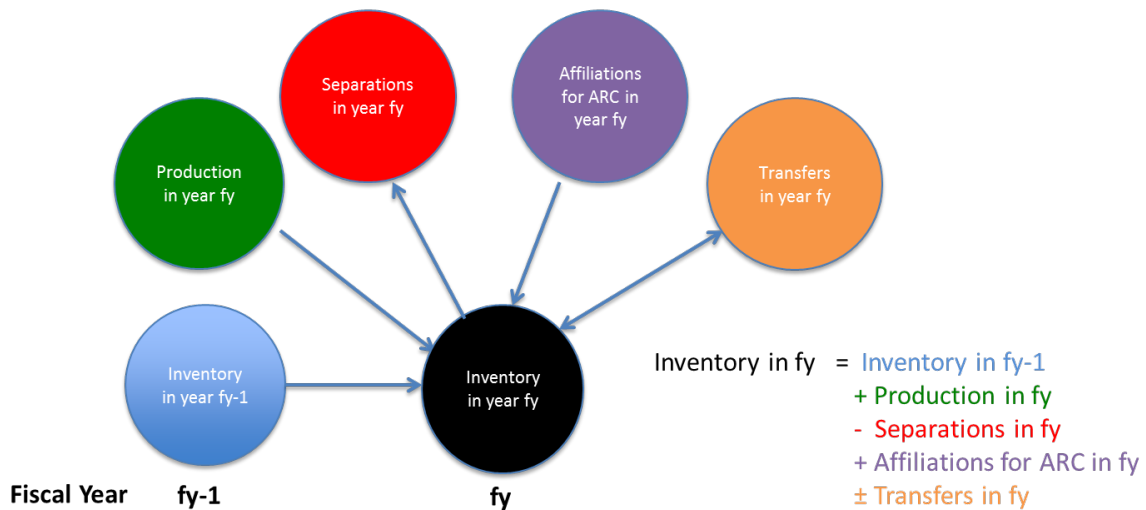 Separations
in year fy
Affiliations
for ARC in
year fy
Production
in year fy
Transfers
in year fy
Inventory
in year fy-1
Inventory
in year fy
Inventory in fy = Inventory in fy-1
+ Production in fy
- Separations in fy
+ Affiliations for ARC in fy
± Transfers in fy
Fiscal Year fy-1 fy